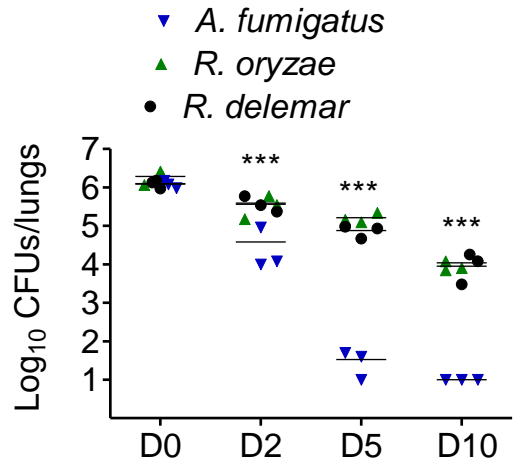 A. fumigatus
R. oryzae
R. delemar
Log₁₀ CFUs/lungs
7
6
5
4
3
2
1
*** *** ***
D0 D2 D5 D10